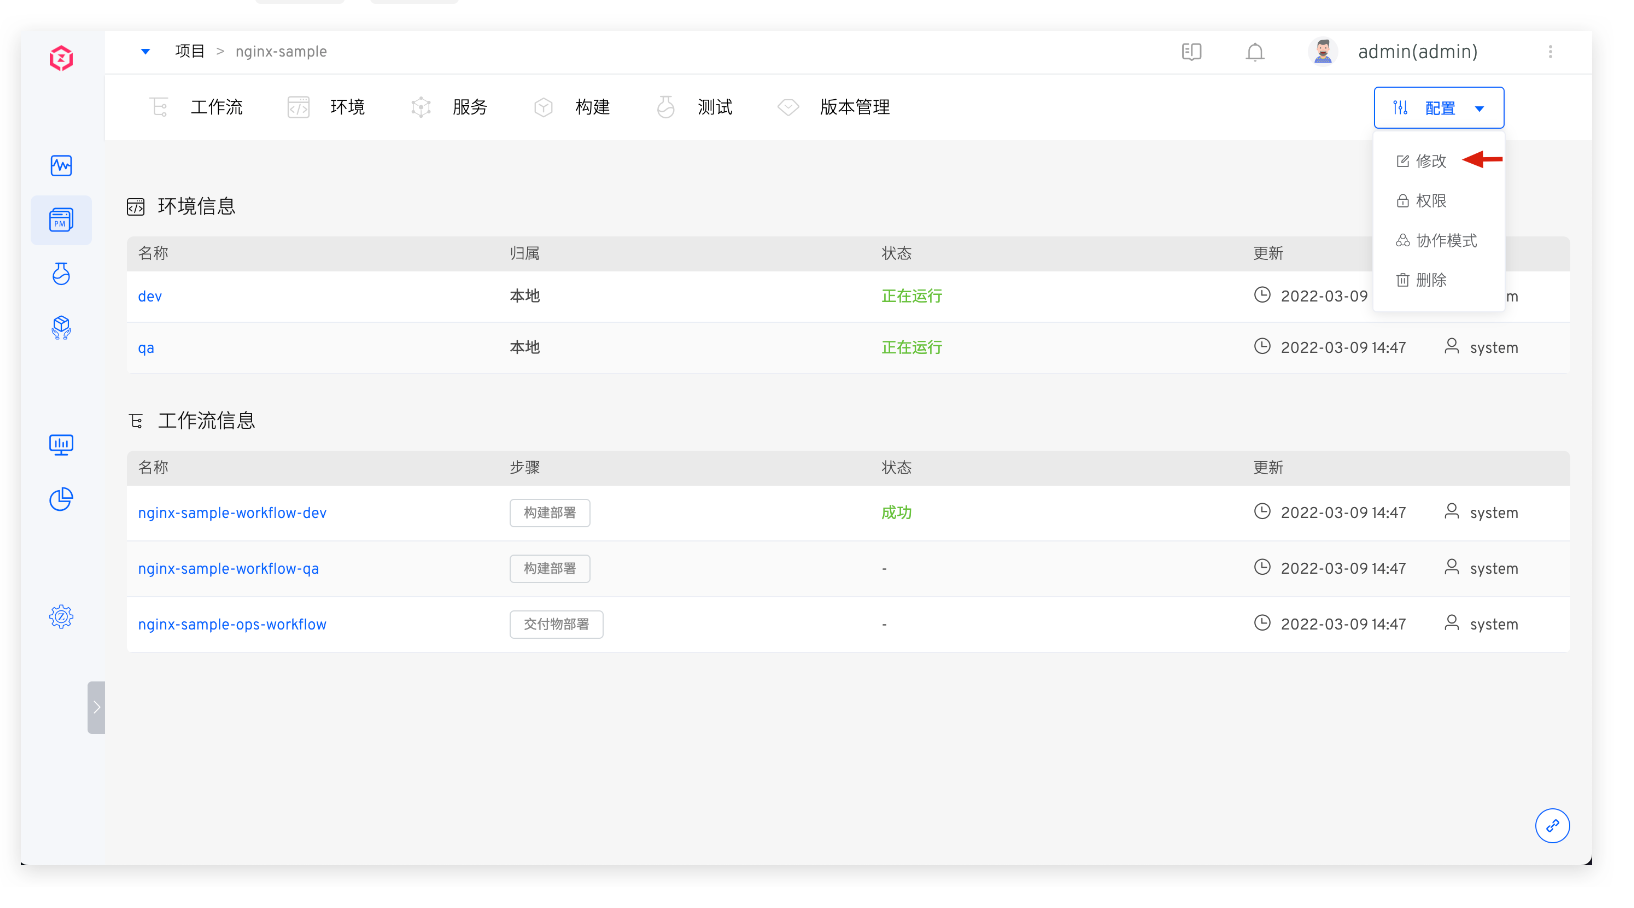 项目 > nginx-sample admin(admin)
工作流 环境 服务 构建 测试 版本管理 配置
修改
权限
协作模式
删除
PM
环境信息
名称 归属 状态 更新
dev 本地 正在运行 2022-03-09 m
qa 本地 正在运行 2022-03-09 14:47 system
工作流信息
名称 步骤 状态 更新
nginx-sample-workflow-dev 构建部署 成功 2022-03-09 14:47 system
nginx-sample-workflow-qa 构建部署 - 2022-03-09 14:47 system
nginx-sample-ops-workflow 交付物部署 - 2022-03-09 14:47 system